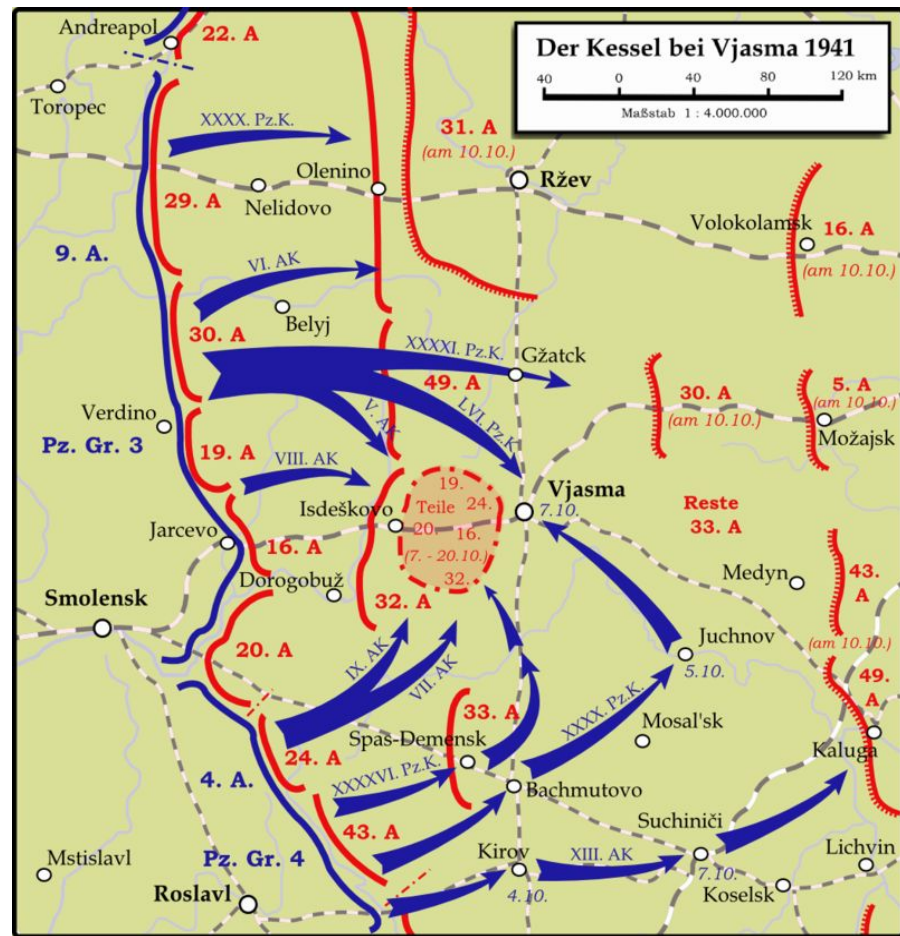 Andreapol
22. A
Der Kessel bei Vjasma 1941
40 0 40 80 120 km
Maßstab 1 : 4.000.000
Toropec
XXXX. Pz.K.
31. A
(am 10.10.)
Olenino
Ržev
29. A
Nelidovo
Volokolamsk
16. A
(am 10.10.)
9. A.
VI. AK
Belyj
30. A
XXXXI. Pz.K.
Gžatck
49. A
30. A
(am 10.10.)
5. A
(am 10.10.)
Možajsk
Verdino
V. AK
LVI. Pz.K.
Pz. Gr. 3
19. A
VIII. AK
19.
Teile
24.
Vjasma
7.10.
Isdeškovo
20.
16.
(7. - 20.10.)
32.
Reste
33. A
Jarcevo
16. A
Dorogobuž
32. A
Medyn
43.
A
(am 10.10.)
Smolensk
20. A
IX. AK
VII. AK
Juchnov
5.10.
49.
A
33. A
XXXX. Pz.K.
Mosal'sk
Kaluga
24. A
Spas-Demensk
4. A.
XXXXVI. Pz.K.
Bachmutovo
43. A
Suchiniči
7.10.
Pz. Gr. 4
Kirov
4.10.
XIII. AK
Lichvin
Mstislavl
Koselsk
Roslavl